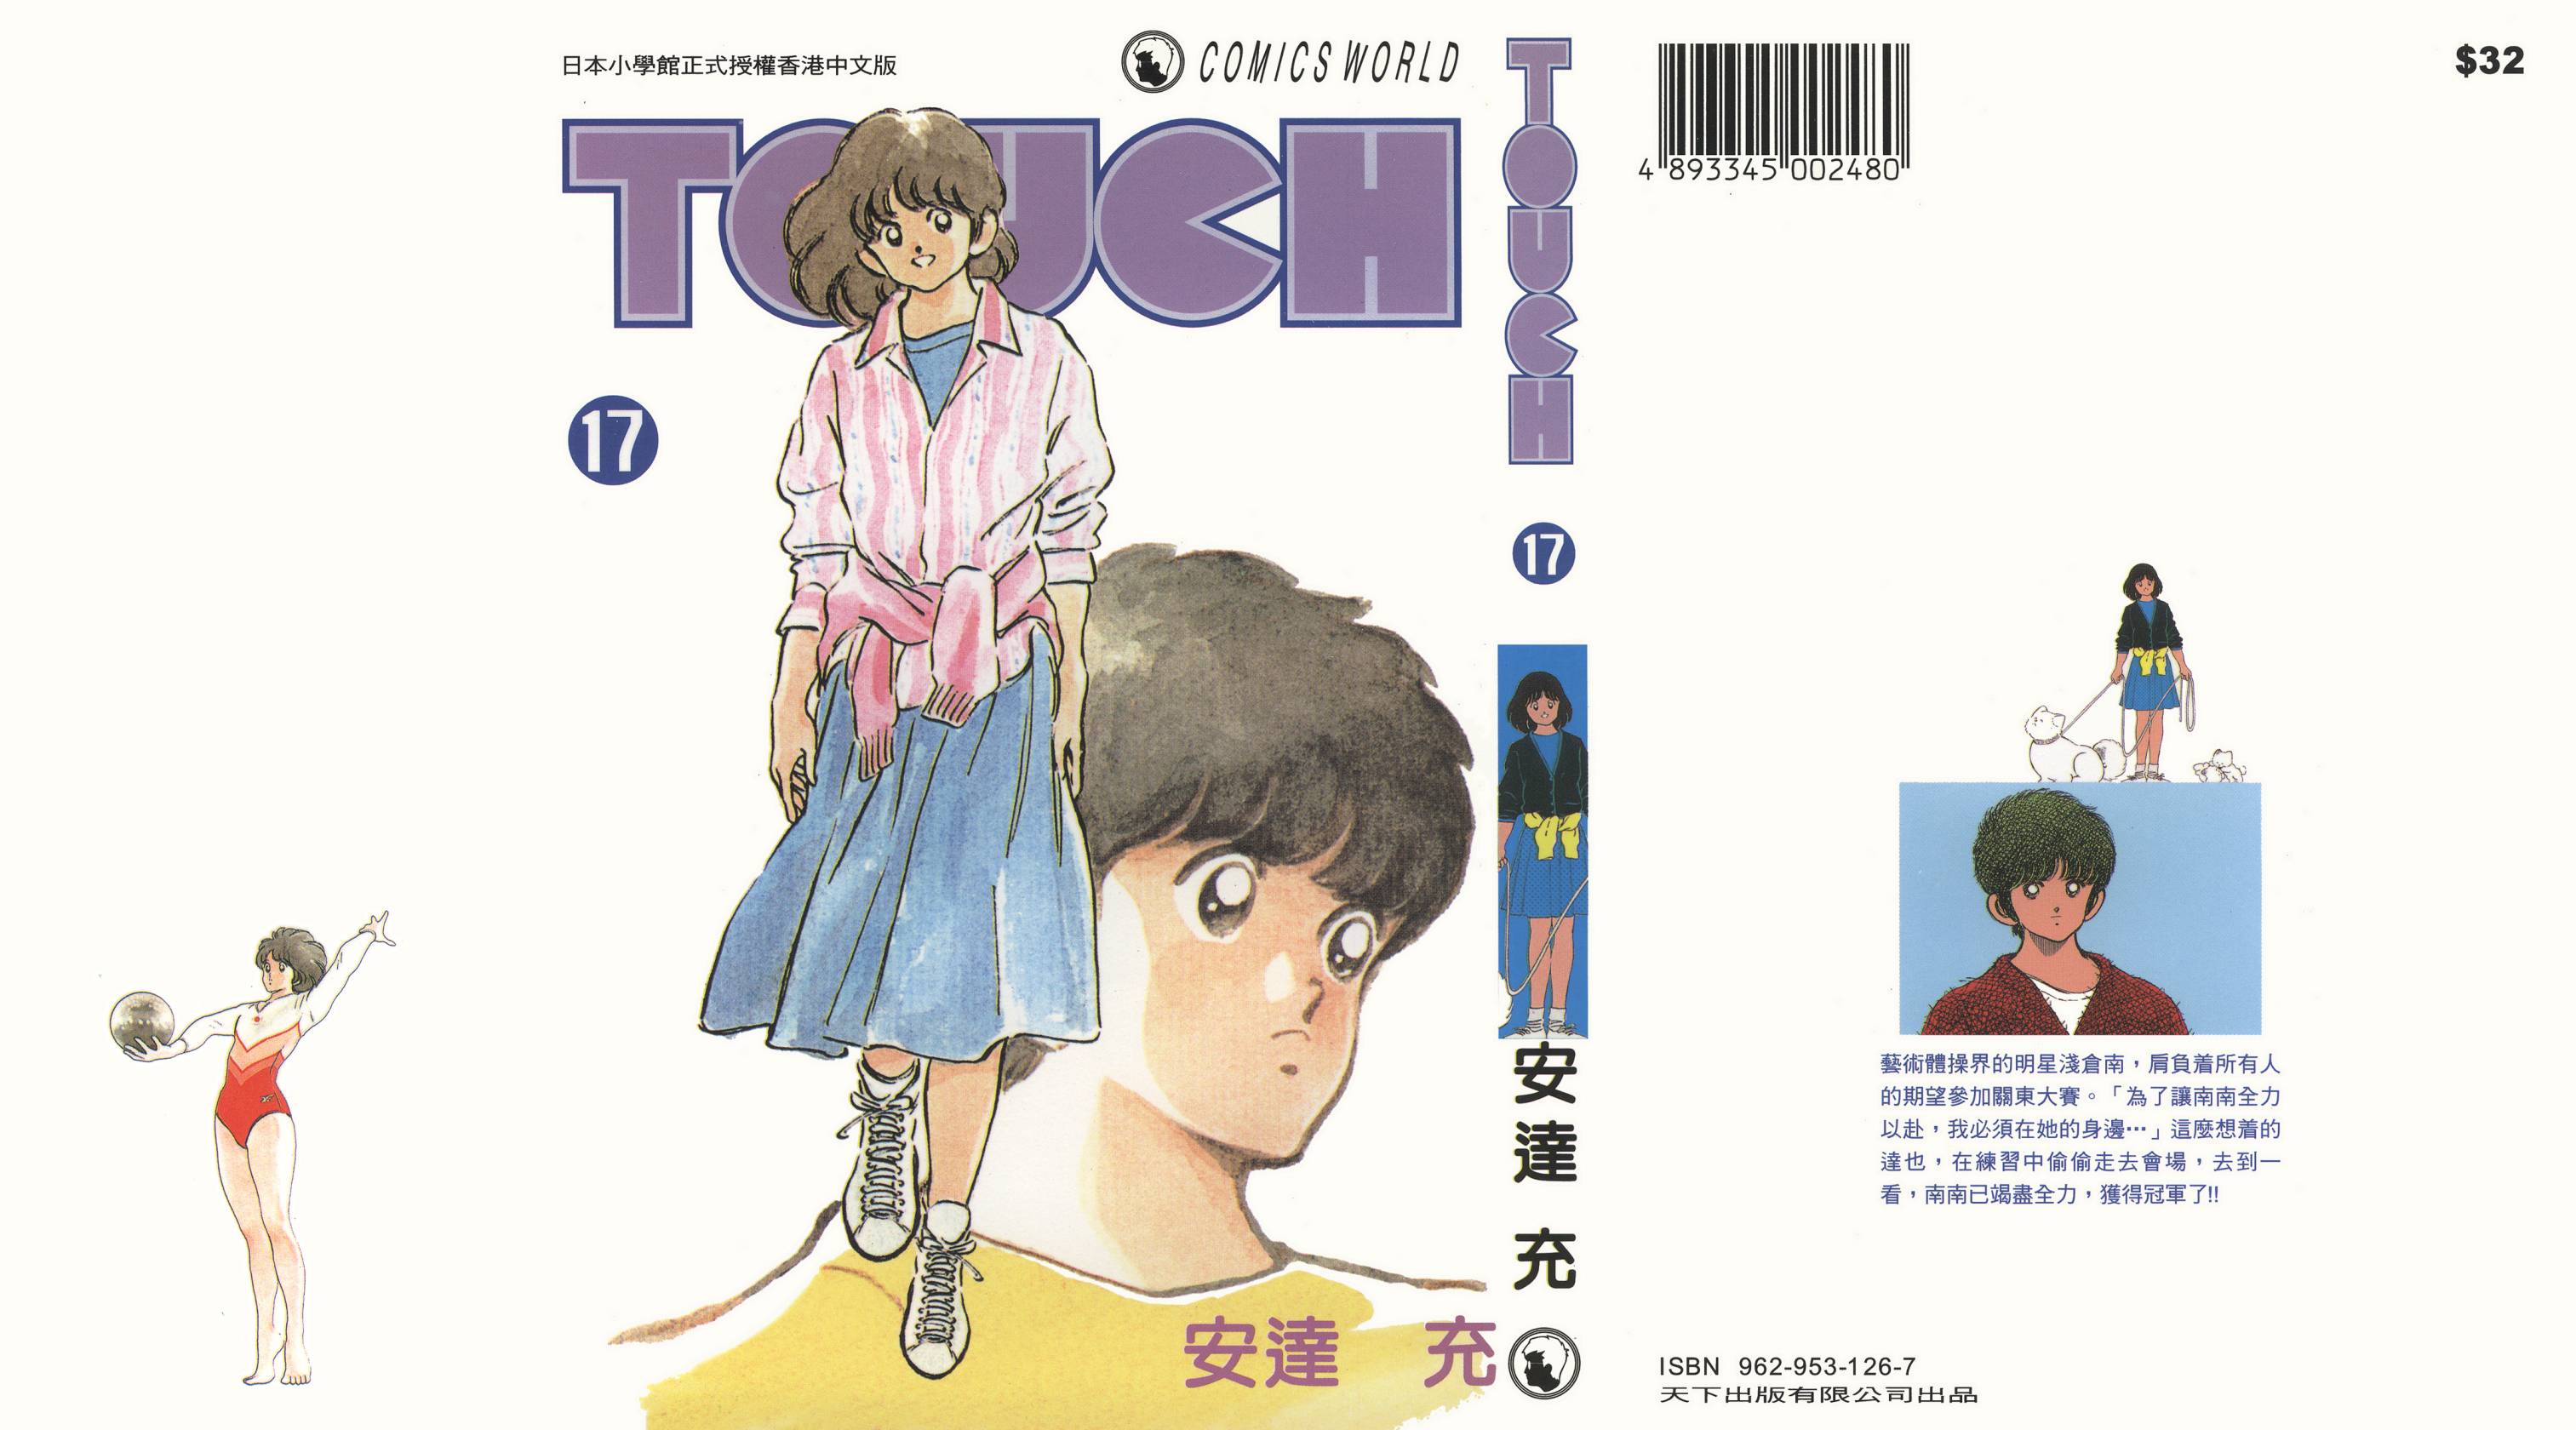 日本小學館正式授權香港中文版
COMICS WORLD
TOUCH
17
安達 充
TOUCH
17
安達 充
4 893345 002480
$32
藝術體操界的明星淺倉南，肩負着所有人
的期望參加關東大賽。「為了讓南南全力
以赴，我必須在她的身邊…」這麼想着的
達也，在練習中偷偷走去會場，去到一
看，南南已竭盡全力，獲得冠軍了!!
ISBN 962-953-126-7
天下出版有限公司出品